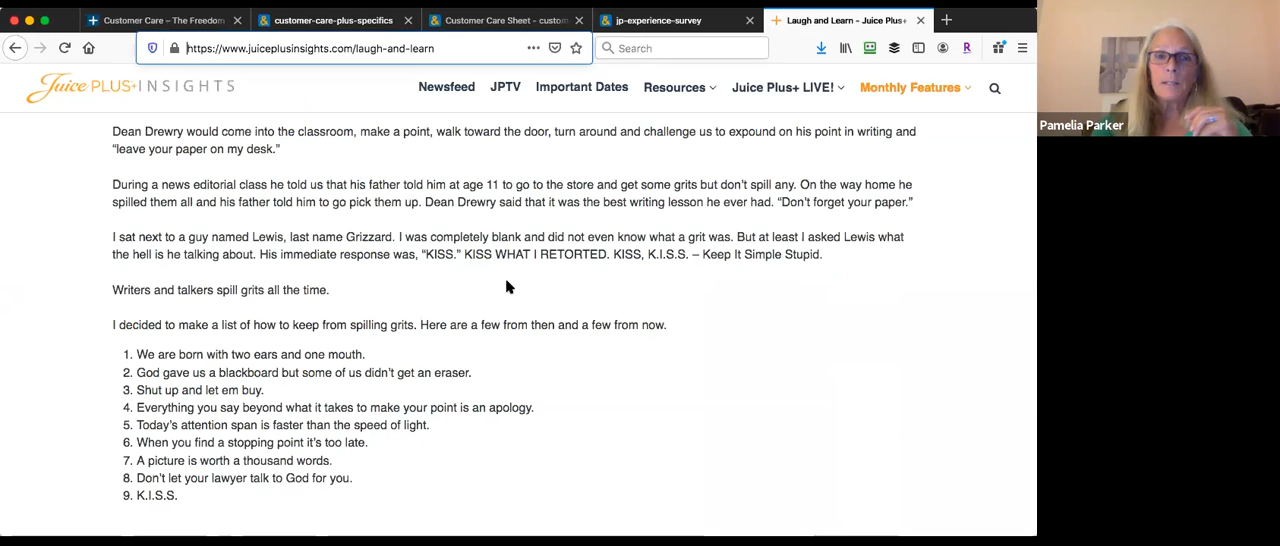 Customer Care – The Freedom
customer-care-plus-specifics
Customer Care Sheet - custom
jp-experience-survey
Laugh and Learn - Juice Plus+
https://www.juiceplusinsights.com/laugh-and-learn
Search
Juice PLUS+ INSIGHTS
Newsfeed
JPTV
Important Dates
Resources
Juice Plus+ LIVE!
Monthly Features
Pamelia Parker
Dean Drewry would come into the classroom, make a point, walk toward the door, turn around and challenge us to expound on his point in writing and
“leave your paper on my desk.”
During a news editorial class he told us that his father told him at age 11 to go to the store and get some grits but don’t spill any. On the way home he
spilled them all and his father told him to go pick them up. Dean Drewry said that it was the best writing lesson he ever had. “Don’t forget your paper.”
I sat next to a guy named Lewis, last name Grizzard. I was completely blank and did not even know what a grit was. But at least I asked Lewis what
the hell is he talking about. His immediate response was, “KISS.” KISS WHAT I RETORTED. KISS, K.I.S.S. – Keep It Simple Stupid.
Writers and talkers spill grits all the time.
I decided to make a list of how to keep from spilling grits. Here are a few from then and a few from now.
1. We are born with two ears and one mouth.
2. God gave us a blackboard but some of us didn’t get an eraser.
3. Shut up and let em buy.
4. Everything you say beyond what it takes to make your point is an apology.
5. Today’s attention span is faster than the speed of light.
6. When you find a stopping point it’s too late.
7. A picture is worth a thousand words.
8. Don’t let your lawyer talk to God for you.
9. K.I.S.S.